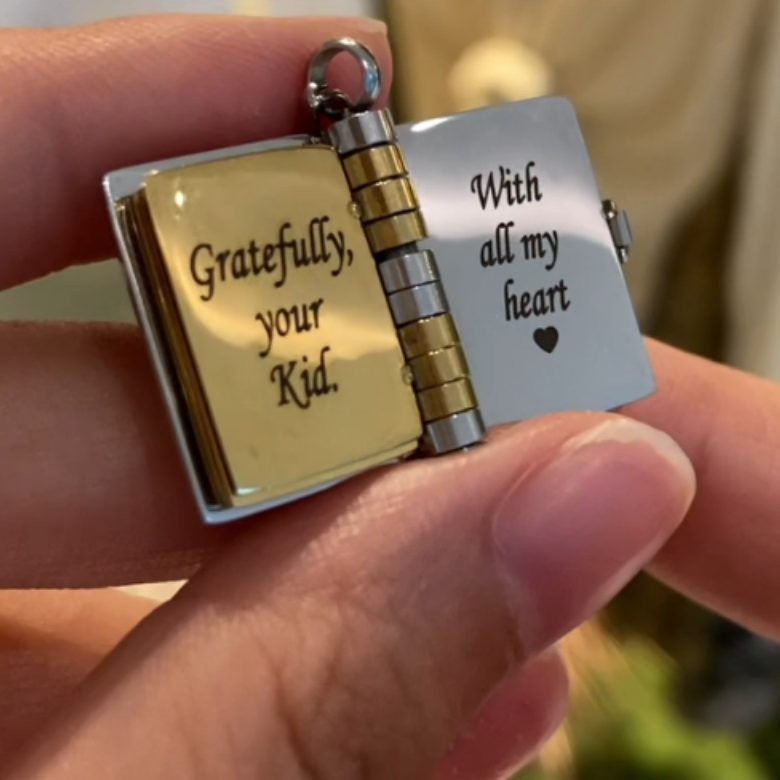 Gratefully,
your
Kid.
With
all my
heart
♥